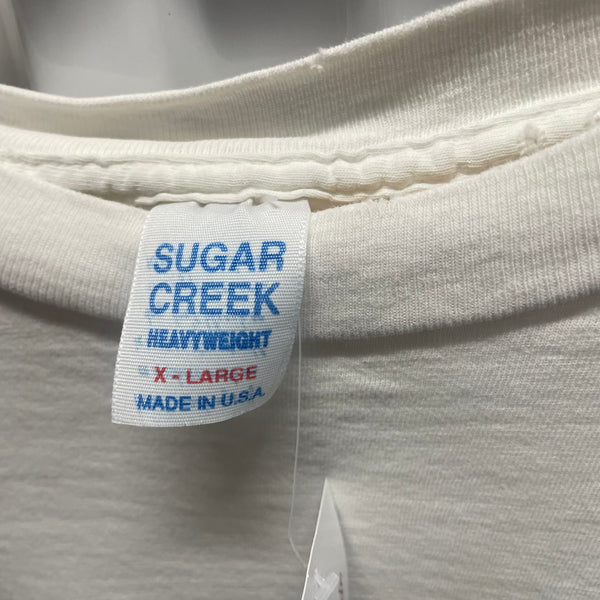 SUGAR
CREEK
HEAVYWEIGHT
X - LARGE
MADE IN U.S.A.